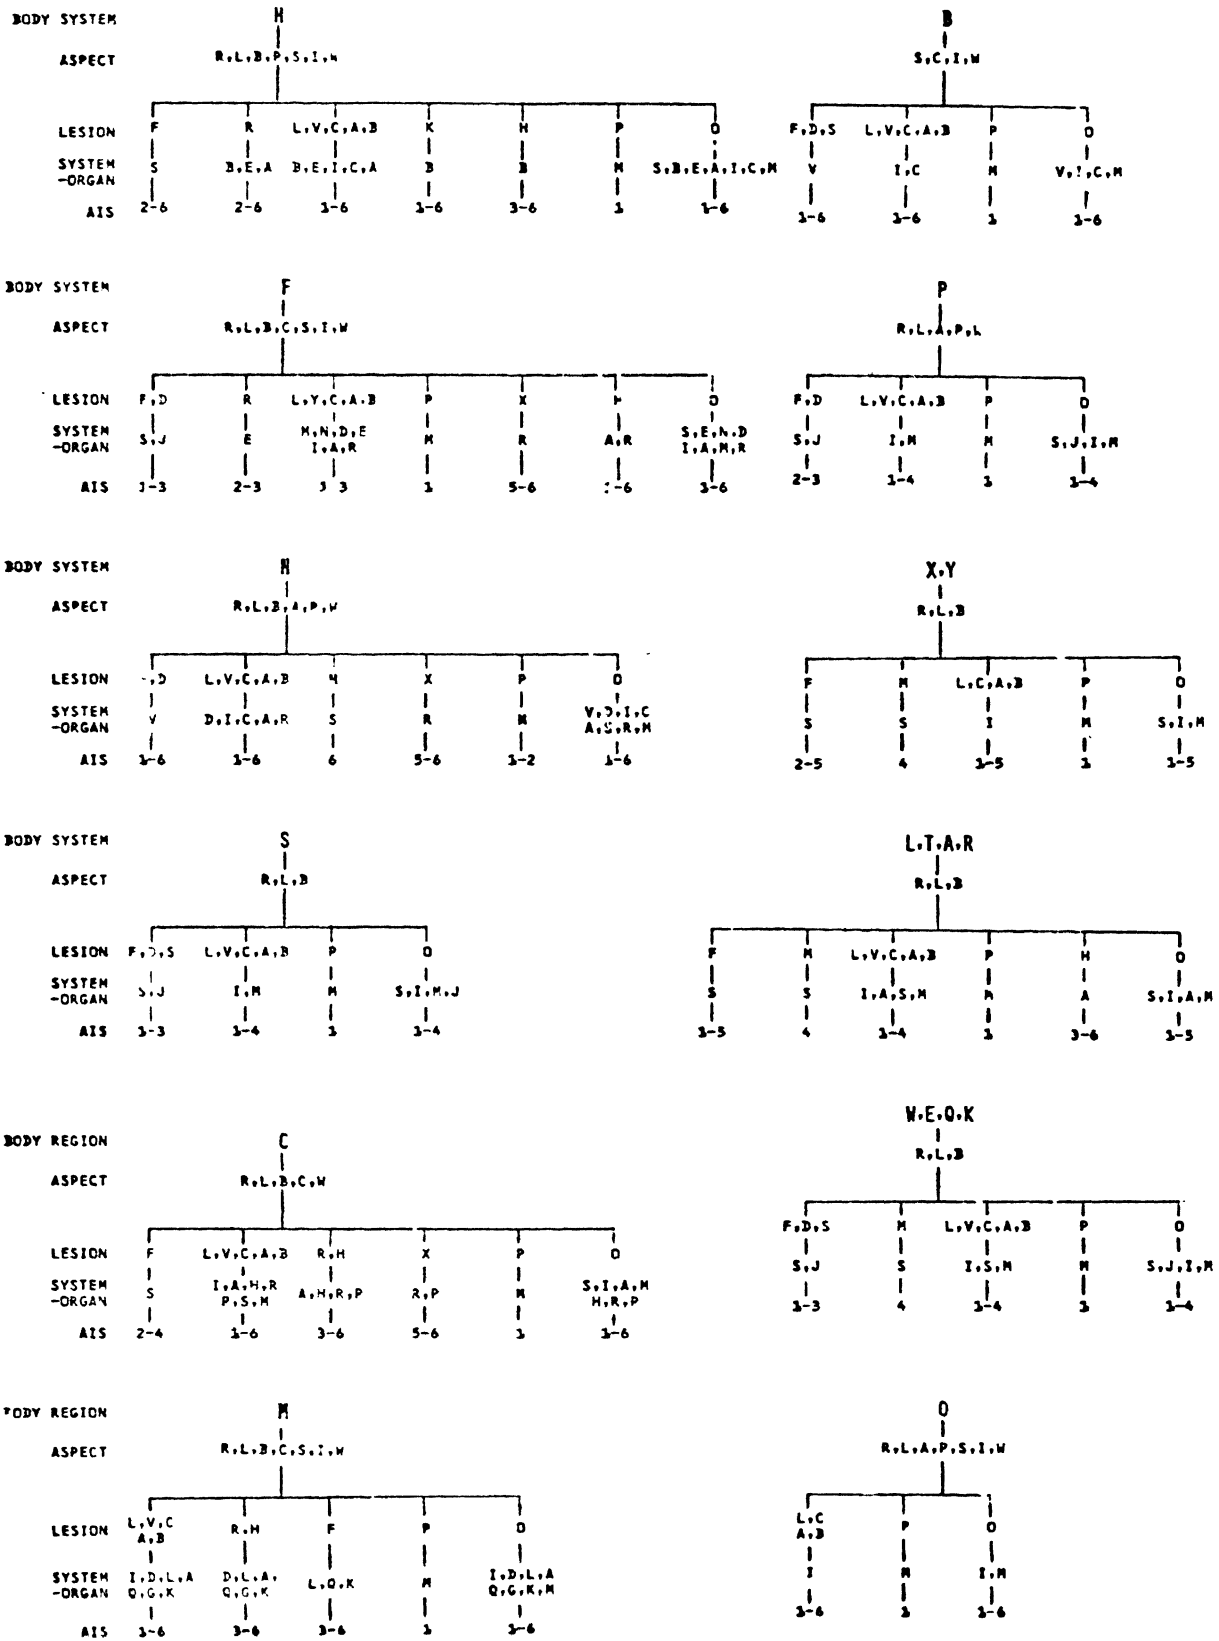 BODY SYSTEM H B
ASPECT R,L,B,P,S,I,W S,C,I,W
LESION F R L,V,C,A,B K H P O F,D,S L,V,C,A,B P O
SYSTEM
-ORGAN S B,E,A B,E,I,C,A B B M S,B,E,A,I,C,M V I,C M V,I,C,M
AIS 2-6 2-6 1-6 1-6 3-6 1 1-6 1-6 1-6 1 1-6
BODY SYSTEM F P
ASPECT R,L,B,C,S,I,W R,L,A,P,
LESION F,D R L,Y,C,A,B P X O F,D L,V,C,A,B P O
SYSTEM M,N,D,E S,E,N,D
-ORGAN S,J E I,A,R M R A,R I,A,M,R S,J I,M M S,J,I,M
AIS 1-3 2-3 3 1 5-6 -6 1-6 2-3 1-4 1 1-4
BODY SYSTEM N X,Y
ASPECT R,L,B,A,P,W R,L,B
LESION ,D L,V,C,A,B X P O F M L,C,A,B P O
SYSTEM V,D,I,C
-ORGAN V D,I,C,A,R S R M A,S,R,M S S I M S,I,M
AIS 1-6 1-6 6 5-6 1-2 1-6 2-5 4 1-5 1 1-5
BODY SYSTEM S L,T,A,R
ASPECT R,L,B R,L,B
LESION F,D,S L,V,C,A,B P O F M L,V,C,A,B P H O
SYSTEM
-ORGAN S,J I,M M S,I,M,J S S I,A,S,M M A S,I,A,M
AIS 1-3 1-4 1 1-4 1-5 4 1-4 1 3-6 1-5
W,E,Q,K
BODY REGION C
ASPECT R,L,B,C,W R,L,B
LESION F L,V,C,A,B R,H X P O F,D,S M L,V,C,A,B P O
SYSTEM I,A,H,R S,I,A,M
-ORGAN S P,S,M A,H,R,P R,P M H,R,P S,J S I,S,M M S,J,I,M
AIS 2-4 1-6 3-6 5-6 1 1-6 1-3 4 1-4 1 1-4
ODY REGION M O
ASPECT R,L,B,C,S,I,W R,L,A,P,S,I,W
LESION L,V,C A,B R,H F P O L,C A,B P O
SYSTEM I,D,L,A D,L,A, I,D,L,A
-ORGAN Q,G,K Q,G,K L,Q,K M Q,G,K,M I M I,M
AIS 1-6 3-6 3-6 1 1-6 1-6 1 1-6